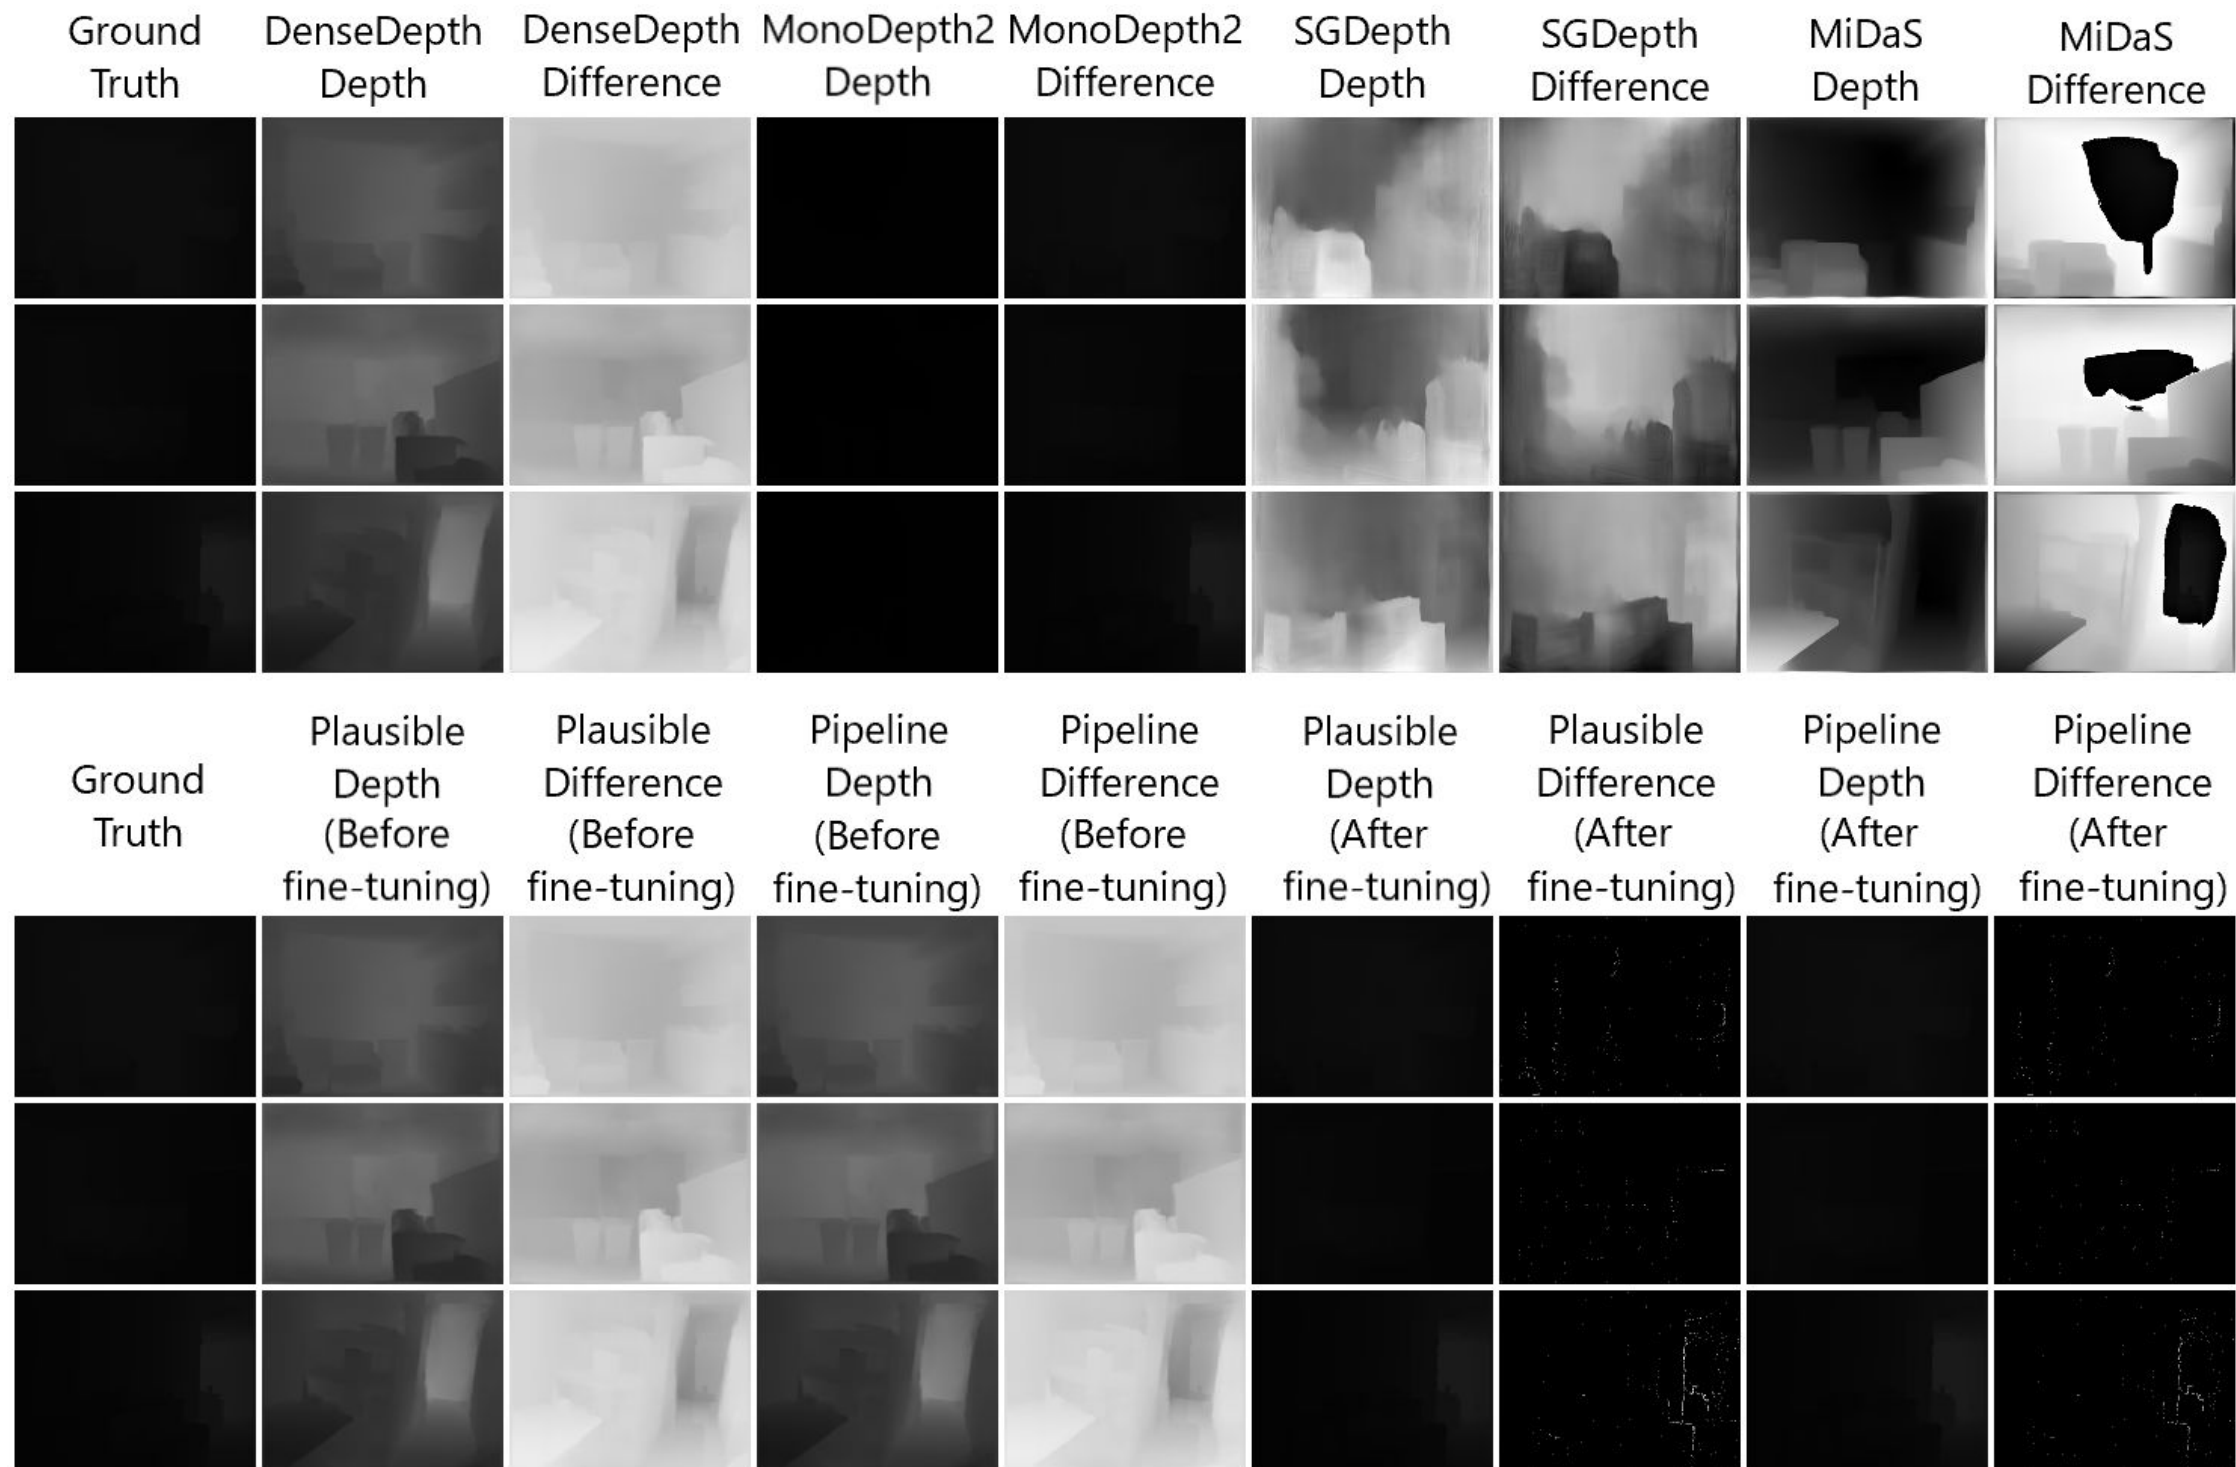 Ground
Truth
DenseDepth
Depth
DenseDepth
Difference
MonoDepth2
Depth
MonoDepth2
Difference
SGDepth
Depth
SGDepth
Difference
MiDaS
Depth
MiDaS
Difference
Ground
Truth
Plausible
Depth
(Before
fine-tuning)
Plausible
Difference
(Before
fine-tuning)
Pipeline
Depth
(Before
fine-tuning)
Pipeline
Difference
(Before
fine-tuning)
Plausible
Depth
(After
fine-tuning)
Plausible
Difference
(After
fine-tuning)
Pipeline
Depth
(After
fine-tuning)
Pipeline
Difference
(After
fine-tuning)